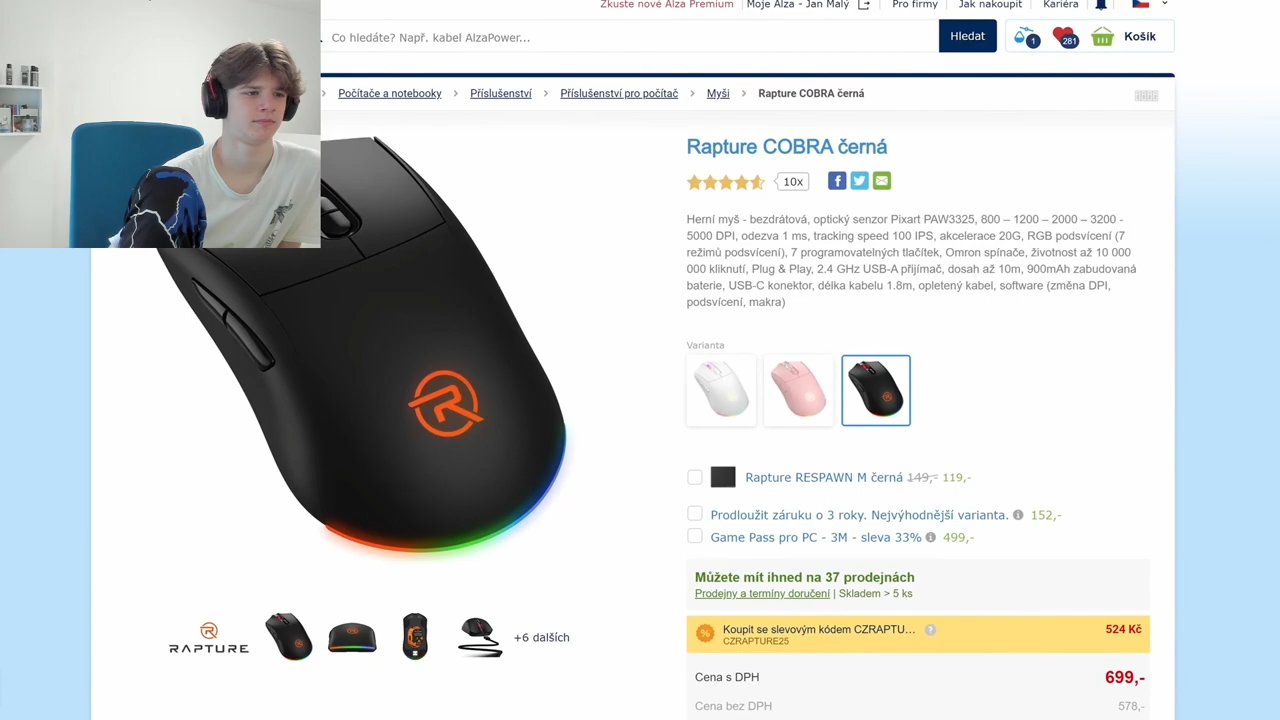 Zkuste nové Alza Premium
Moje Alza - Jan Malý
Pro firmy
Jak nakoupit
Kariéra
Co hledáte? Např. kabel AlzaPower...
Hledat
1
281
Košík
Počítače a notebooky
Příslušenství
Příslušenství pro počítač
Myši
Rapture COBRA černá
Rapture COBRA černá
10x
Herní myš - bezdrátová, optický senzor Pixart PAW3325, 800 – 1200 – 2000 – 3200 -
5000 DPI, odezva 1 ms, tracking speed 100 IPS, akcelerace 20G, RGB podsvícení (7
režimů podsvícení), 7 programovatelných tlačítek, Omron spínače, životnost až 10 000
000 kliknutí, Plug & Play, 2.4 GHz USB-A přijímač, dosah až 10m, 900mAh zabudovaná
baterie, USB-C konektor, délka kabelu 1.8m, opletený kabel, software (změna DPI,
podsvícení, makra)
Varianta
Rapture RESPAWN M černá 149,- 119,-
Prodloužit záruku o 3 roky. Nejvýhodnější varianta. 152,-
Game Pass pro PC - 3M - sleva 33% 499,-
Můžete mít ihned na 37 prodejnách
Prodejny a termíny doručení | Skladem > 5 ks
Koupit se slevovým kódem CZRAPTU... ? 524 Kč
CZRAPTURE25
Cena s DPH 699,-
Cena bez DPH 578,-
RAPTURE
+6 dalších